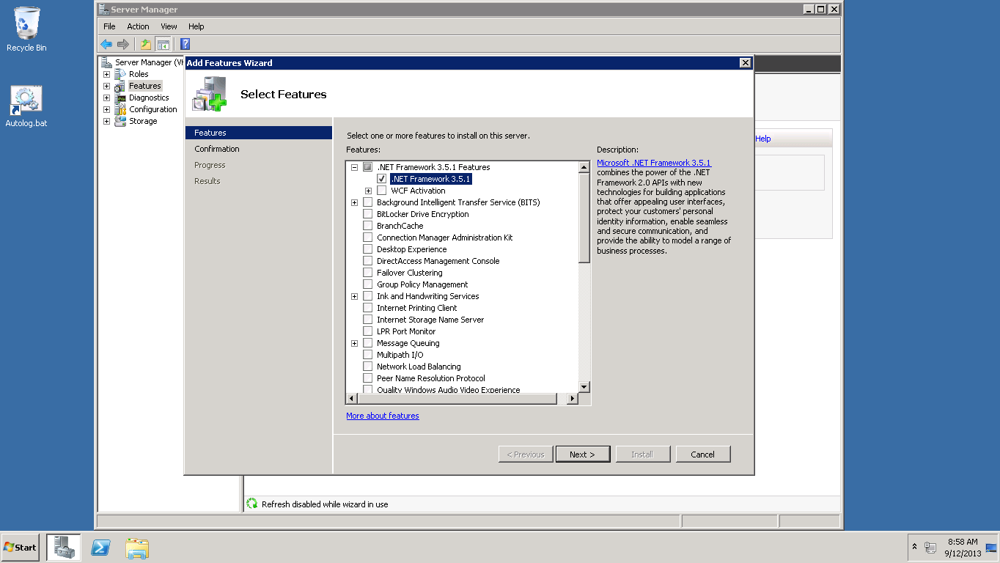 Recycle Bin
Autolog.bat
Server Manager
File Action View Help
Server Manager (V
Roles
Features
Diagnostics
Configuration
Storage
Help
Add Features Wizard
Select Features
Features
Confirmation
Progress
Results
Select one or more features to install on this server.
Features:
.NET Framework 3.5.1 Features
.NET Framework 3.5.1
WCF Activation
Background Intelligent Transfer Service (BITS)
BitLocker Drive Encryption
BranchCache
Connection Manager Administration Kit
Desktop Experience
DirectAccess Management Console
Failover Clustering
Group Policy Management
Ink and Handwriting Services
Internet Printing Client
Internet Storage Name Server
LPR Port Monitor
Message Queuing
Multipath I/O
Network Load Balancing
Peer Name Resolution Protocol
Quality Windows Audio Video Experience
Description:
Microsoft .NET Framework 3.5.1
combines the power of the .NET
Framework 2.0 APIs with new
technologies for building applications
that offer appealing user interfaces,
protect your customers' personal
identity information, enable seamless
and secure communication, and
provide the ability to model a range of
business processes.
More about features
< Previous Next > Install Cancel
Refresh disabled while wizard in use
Start
8:58 AM
9/12/2013